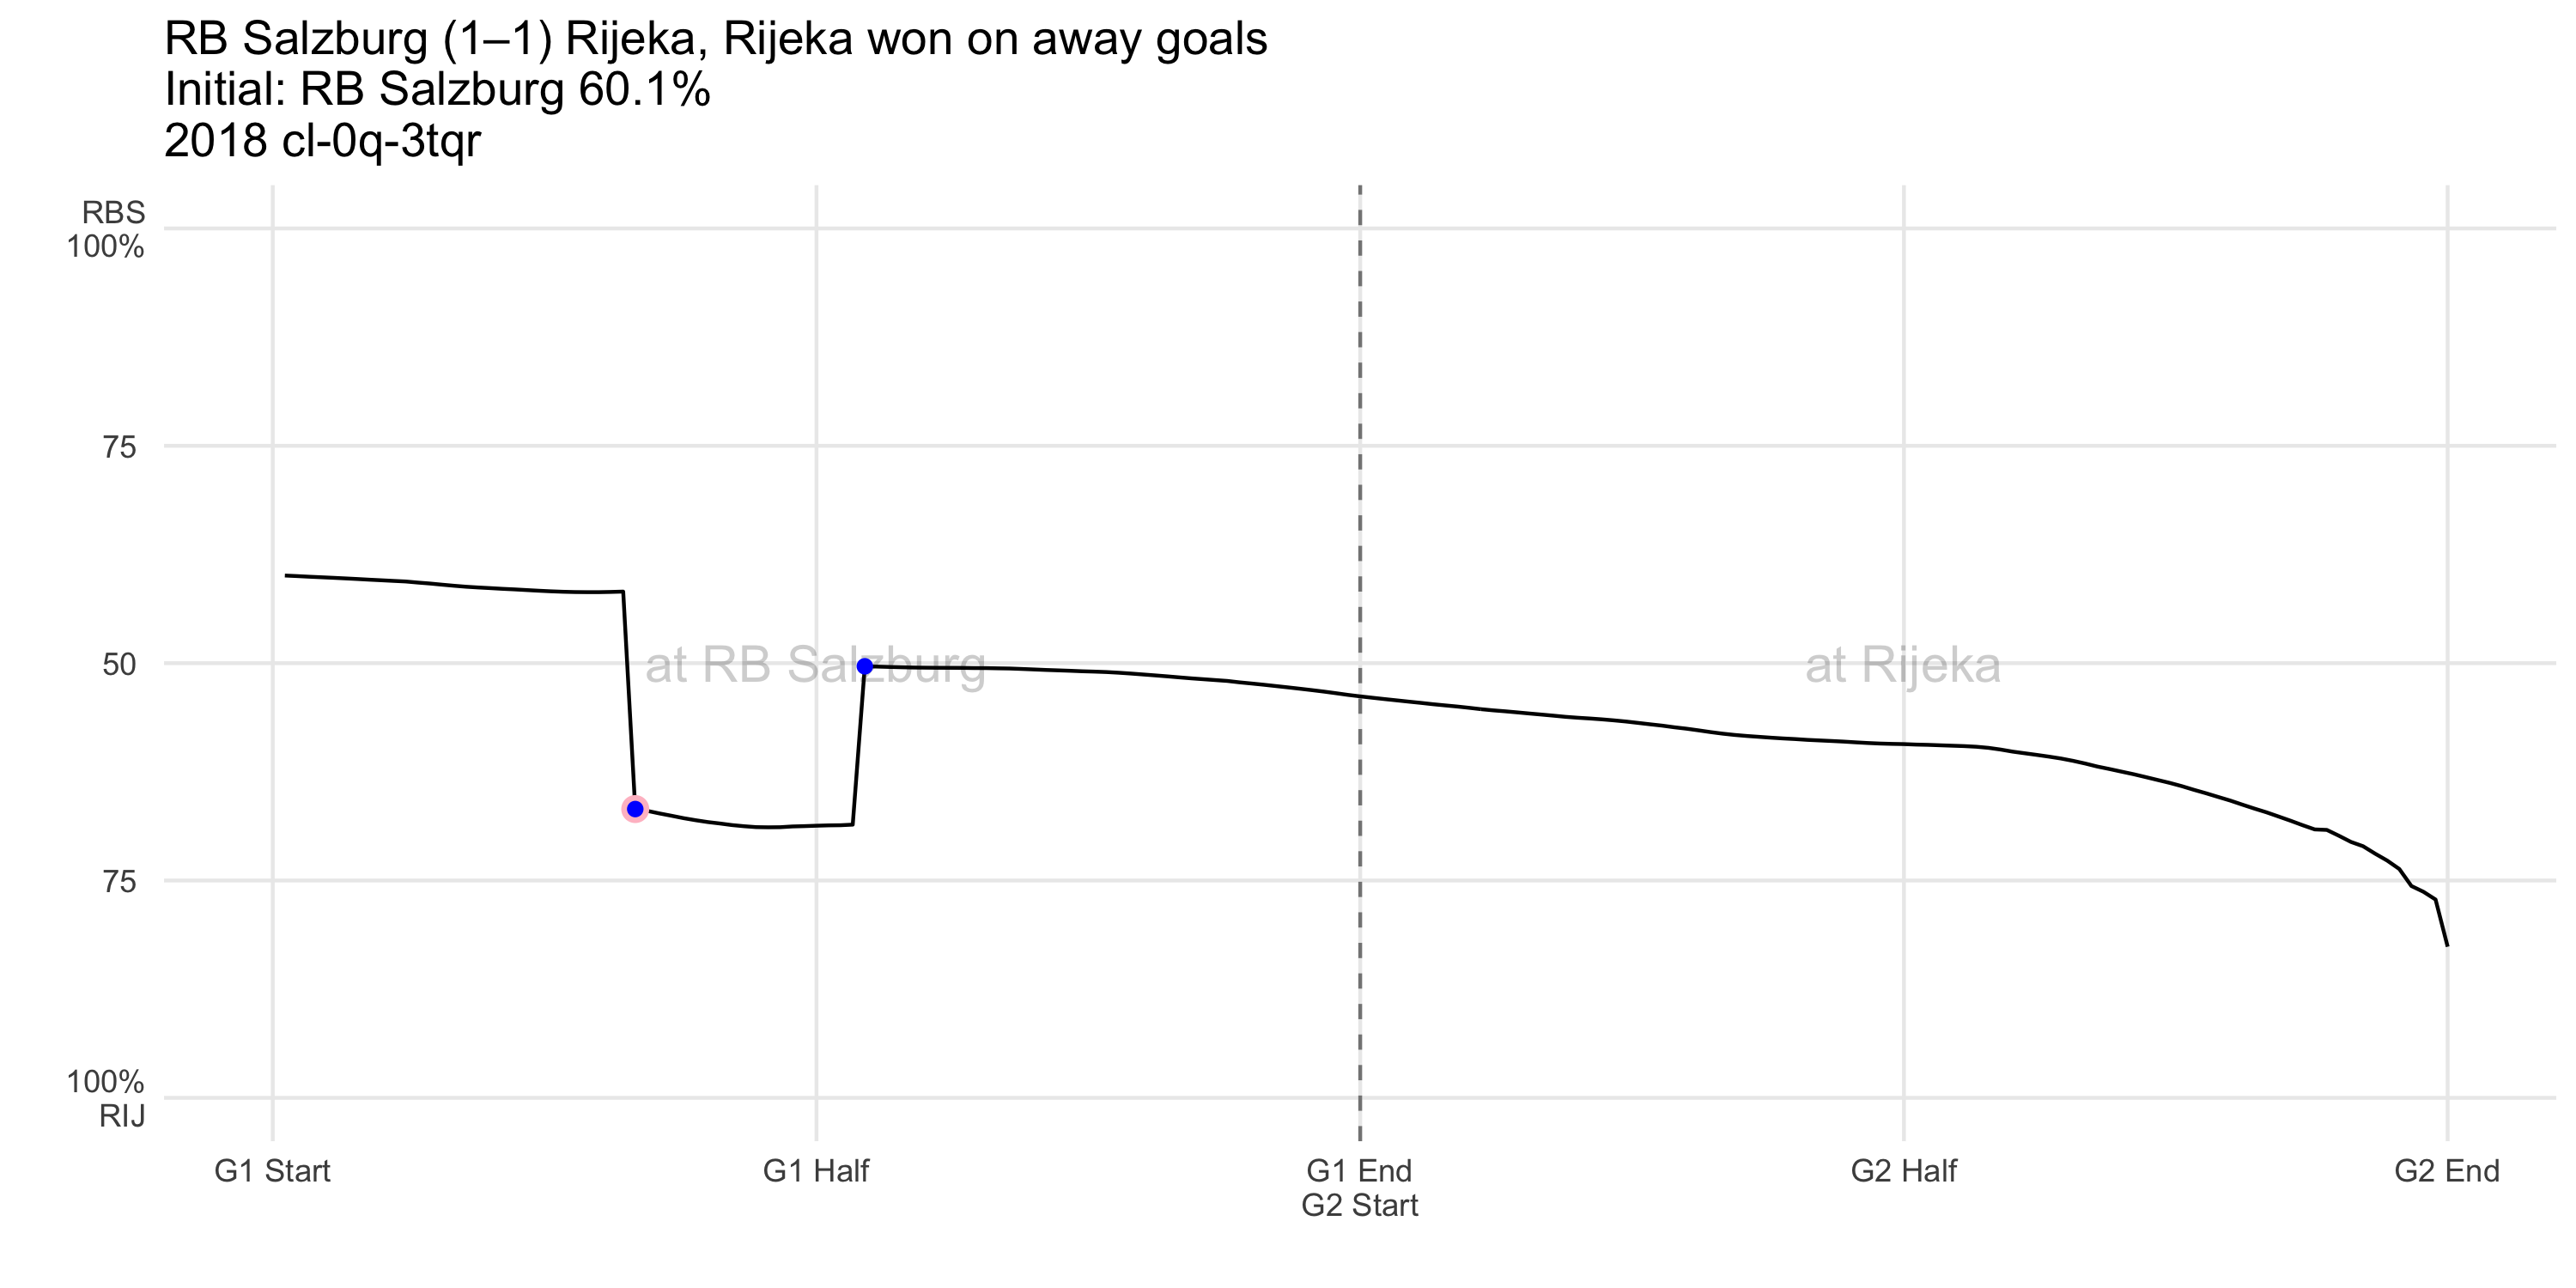 RB Salzburg (1–1) Rijeka, Rijeka won on away goals
Initial: RB Salzburg 60.1%
2018 cl-0q-3tqr
RBS
100%
75
50
75
100%
RIJ
at RB Salzburg
at Rijeka
G1 Start
G1 Half
G1 End
G2 Start
G2 Half
G2 End